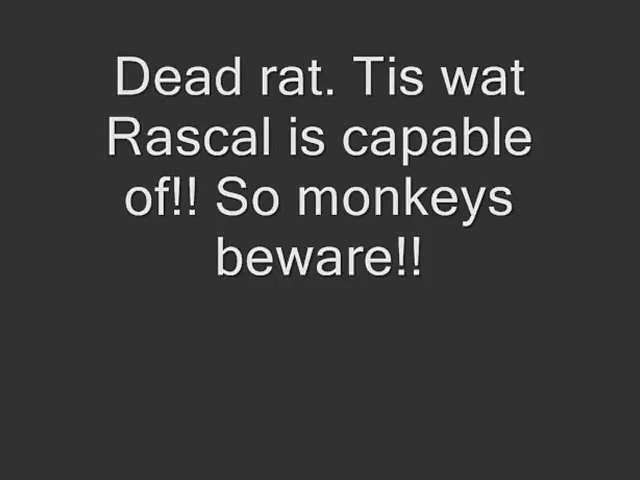 Dead rat. Tis wat
Rascal is capable
of!! So monkeys
beware!!